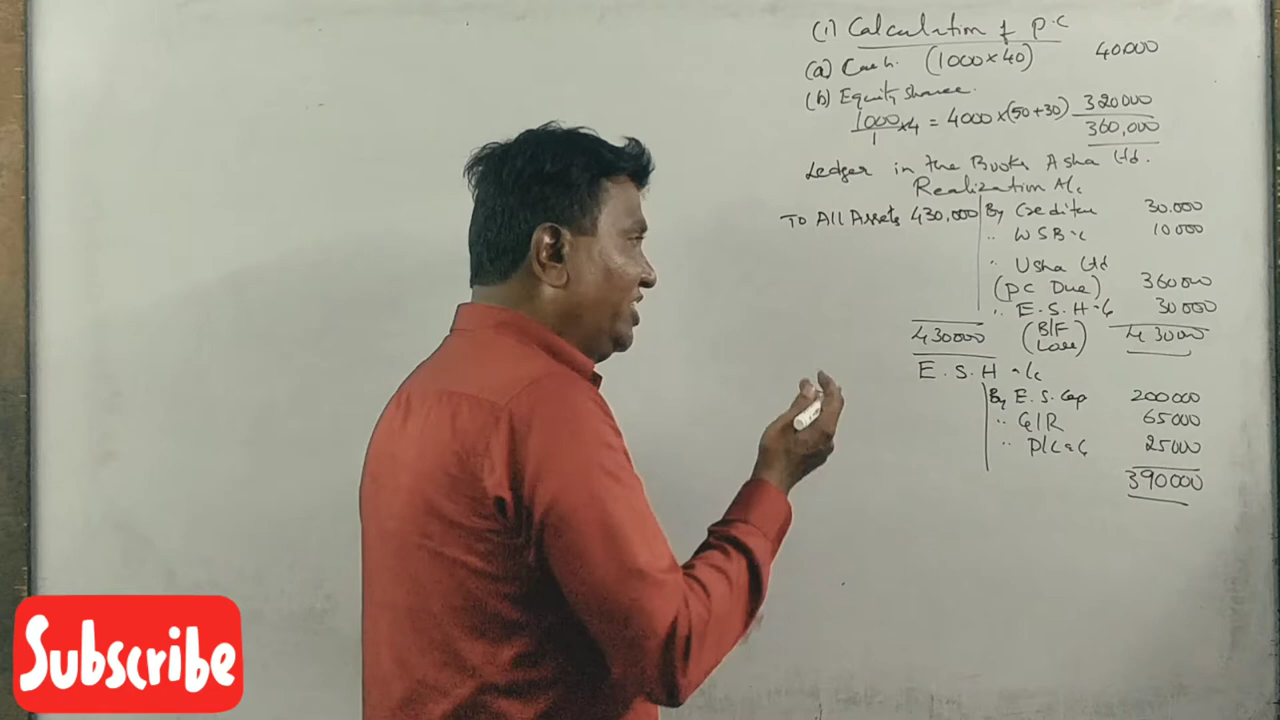 (1) Calculation of P.C
(a) Cash. (1000×40) 40000
(b) Equity Shares.
1000/1 ×4 = 4000×(50+30) 320000
360,000
Ledger in the Books Asha Ltd.
Realization A/c
To All Assets 430,000 By Creditors 30.000
" WSB a/c 10000
" Usha Ltd
(PC Due) 360000
" E.S.H a/c 30000
430000 (B/F Loss) 430000
E.S.H a/c
By E.S. Cap 200000
" G/R 65000
" P/L a/c 25000
390000
Subscribe